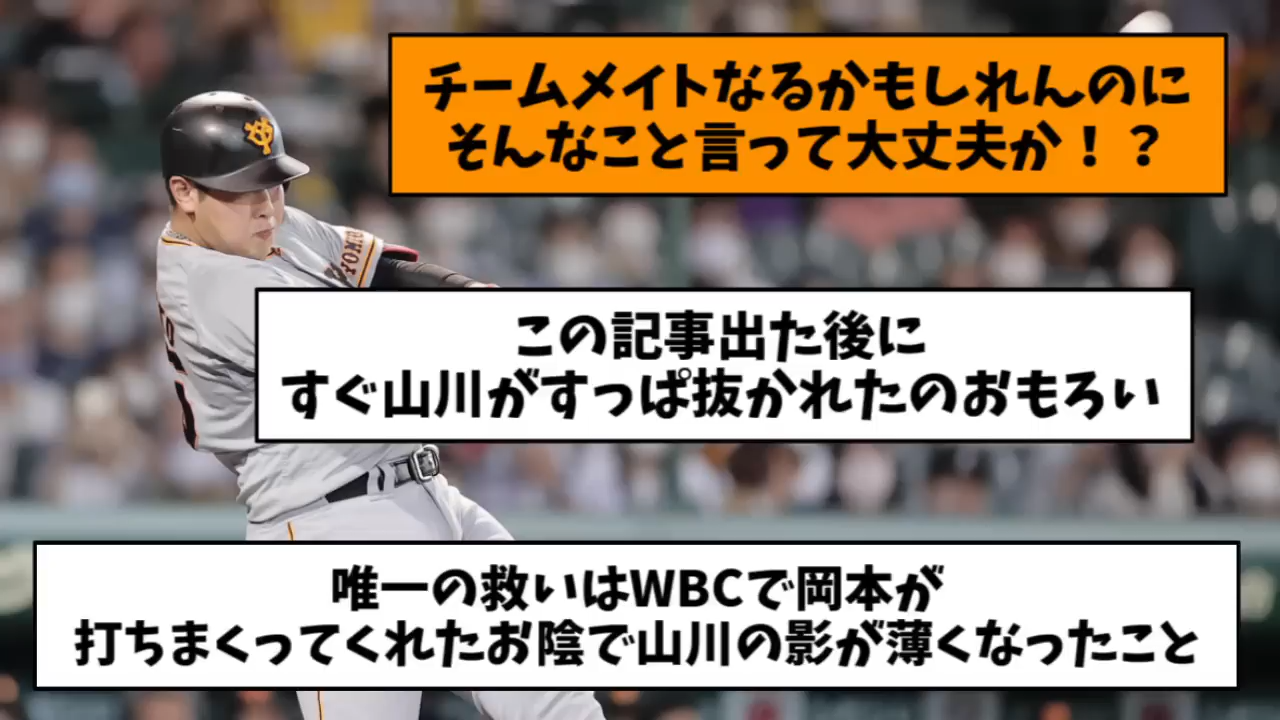 チームメイトなるかもしれんのに
そんなこと言って大丈夫か！？
YOMIU
この記事出た後に
すぐ山川がすっぱ抜かれたのおもろい
唯一の救いはWBCで岡本が
打ちまくってくれたお陰で山川の影が薄くなったこと